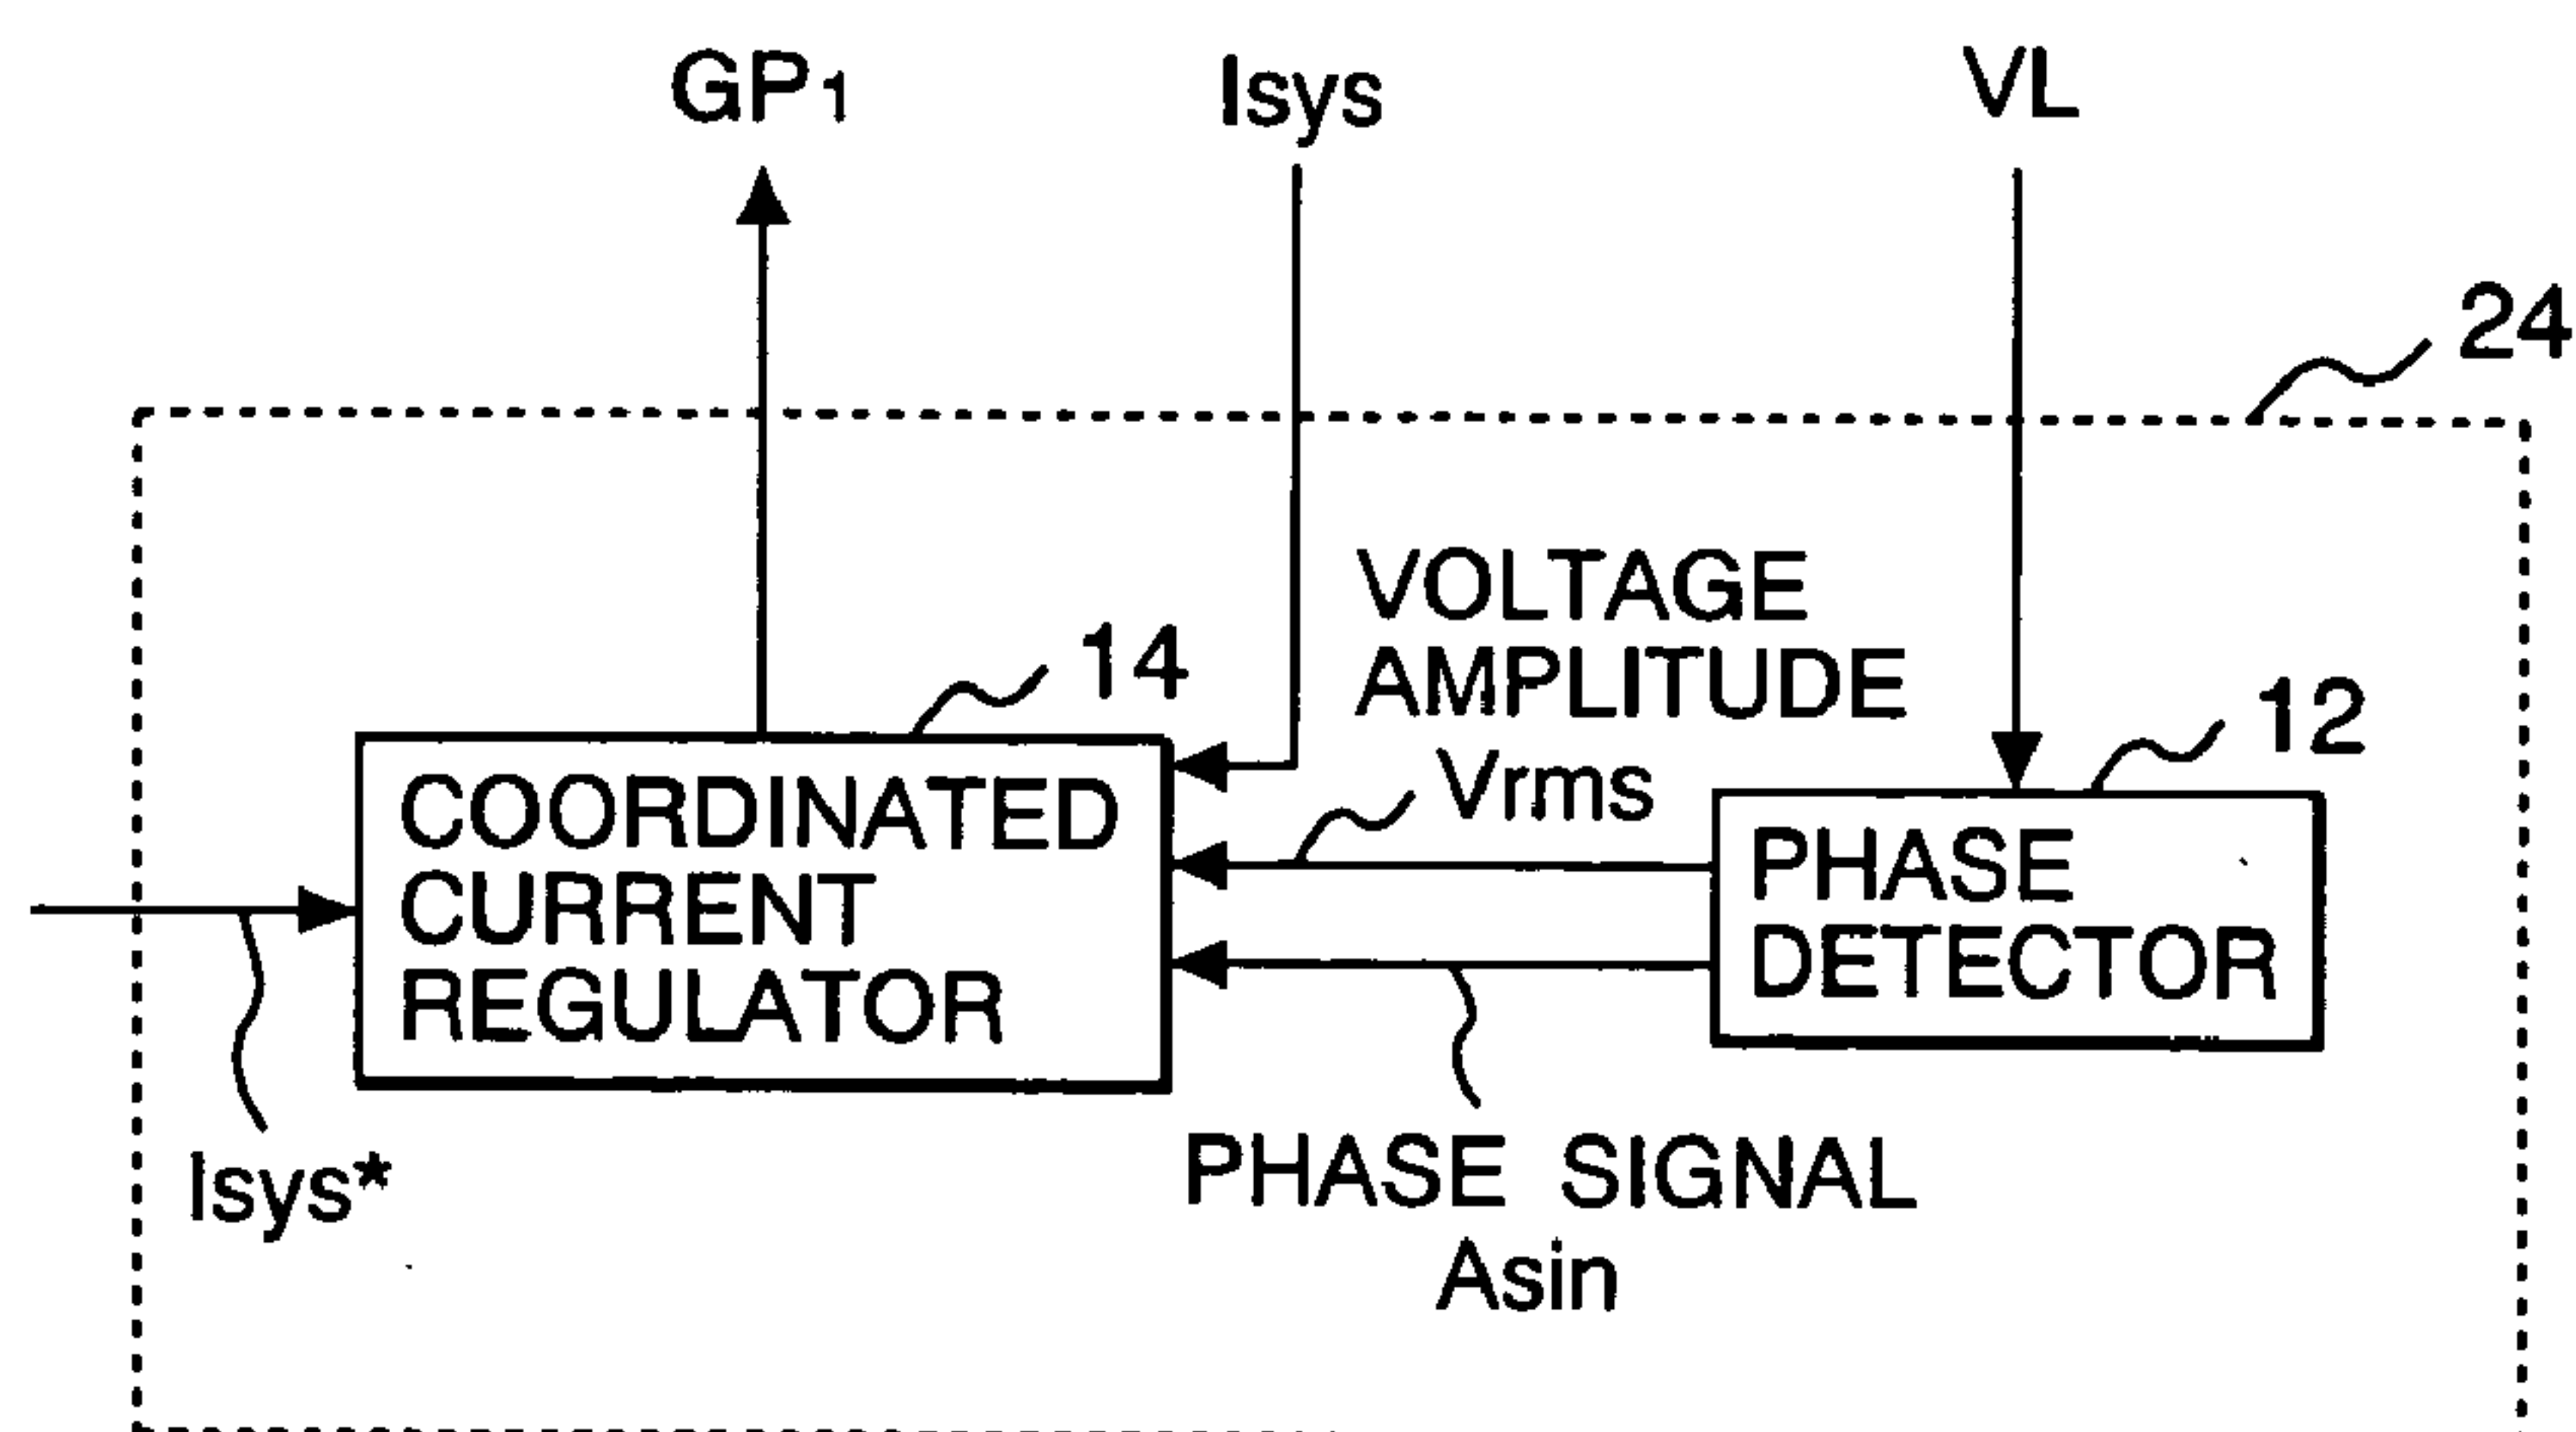 GP1
Isys
VL
24
VOLTAGE
AMPLITUDE
Vrms
14
12
COORDINATED
CURRENT
REGULATOR
PHASE
DETECTOR
Isys*
PHASE SIGNAL
Asin